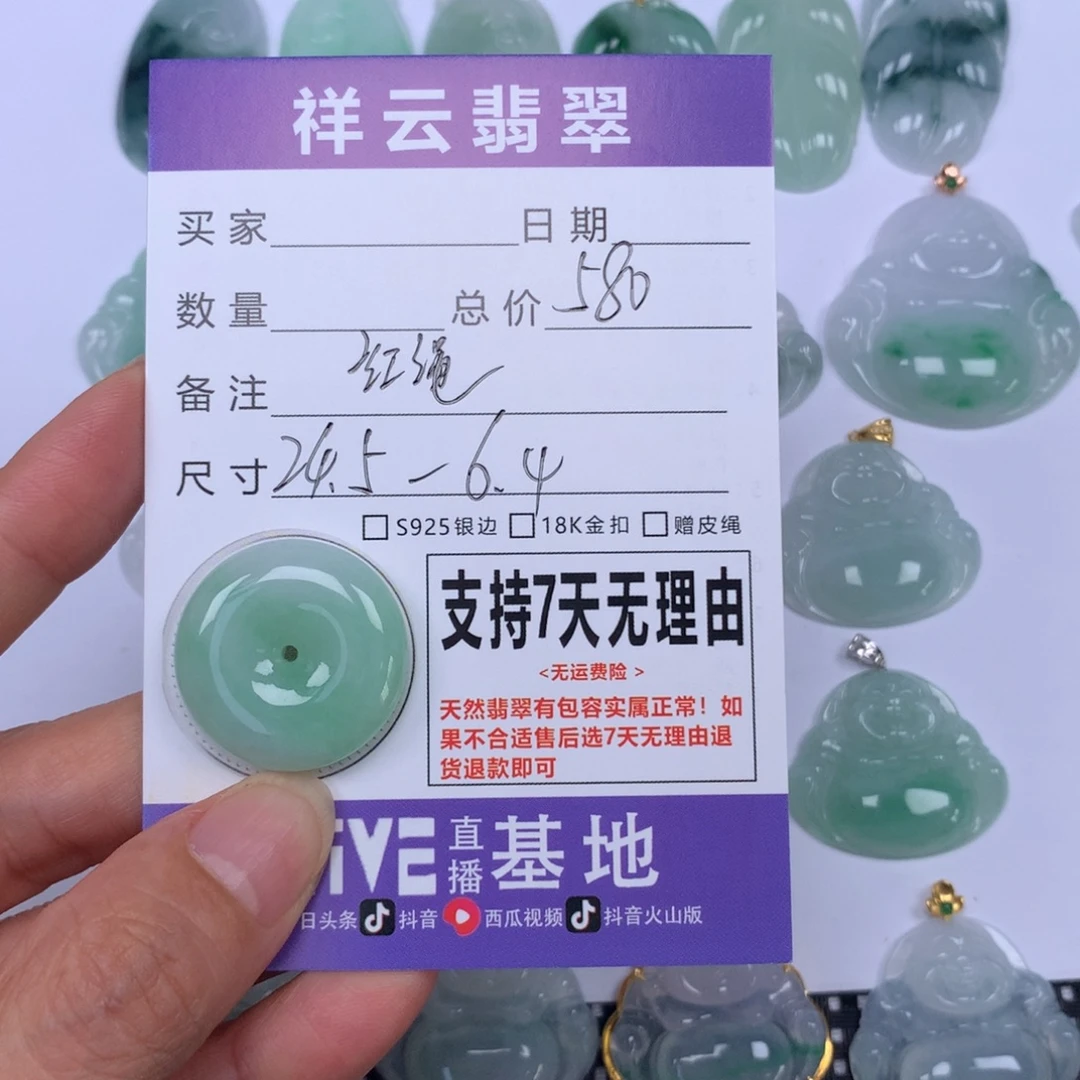 祥云翡翠
买家 日期
数量 总价 580
备注 红绳
尺寸 24.5-6.4
S925银边 18K金扣 赠皮绳
支持7天无理由
<无运费险>
天然翡翠有包容实属正常!如
果不合适售后选7天无理由退
货退款即可
iVE 直播 基地
日头条 抖音 西瓜视频 抖音火山版